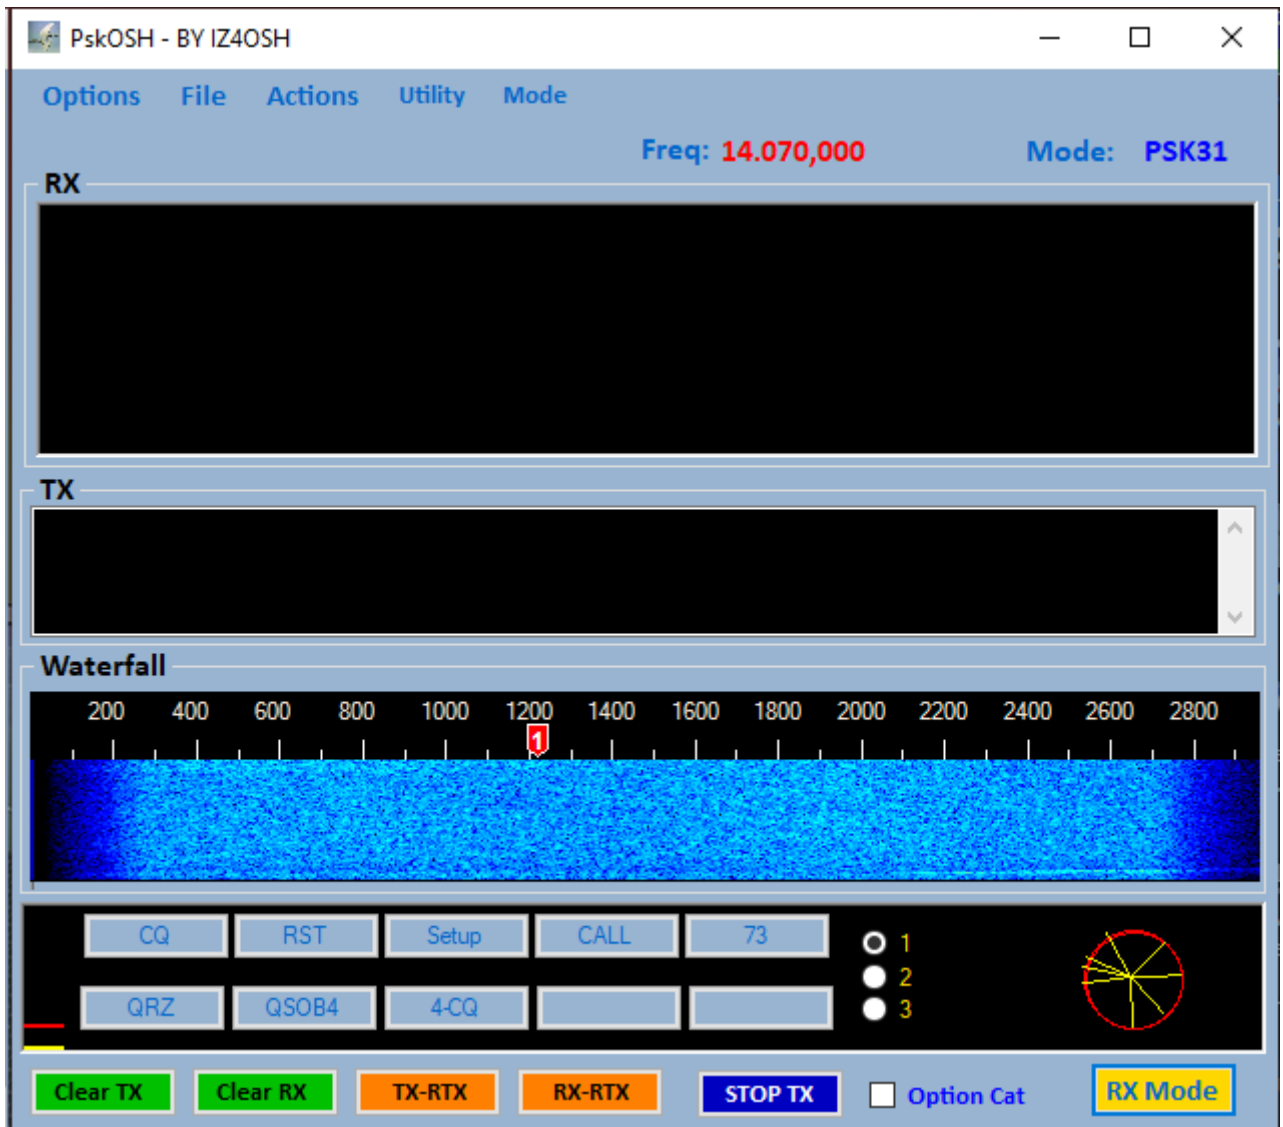 PskOSH - BY IZ4OSH
Options File Actions Utility Mode
Freq: 14.070,000 Mode: PSK31
RX
TX
Waterfall
200 400 600 800 1000 1200 1400 1600 1800 2000 2200 2400 2600 2800
1
CQ RST Setup CALL 73
1
2
3
QRZ QSOB4 4-CQ
Clear TX Clear RX TX-RTX RX-RTX STOP TX Option Cat RX Mode